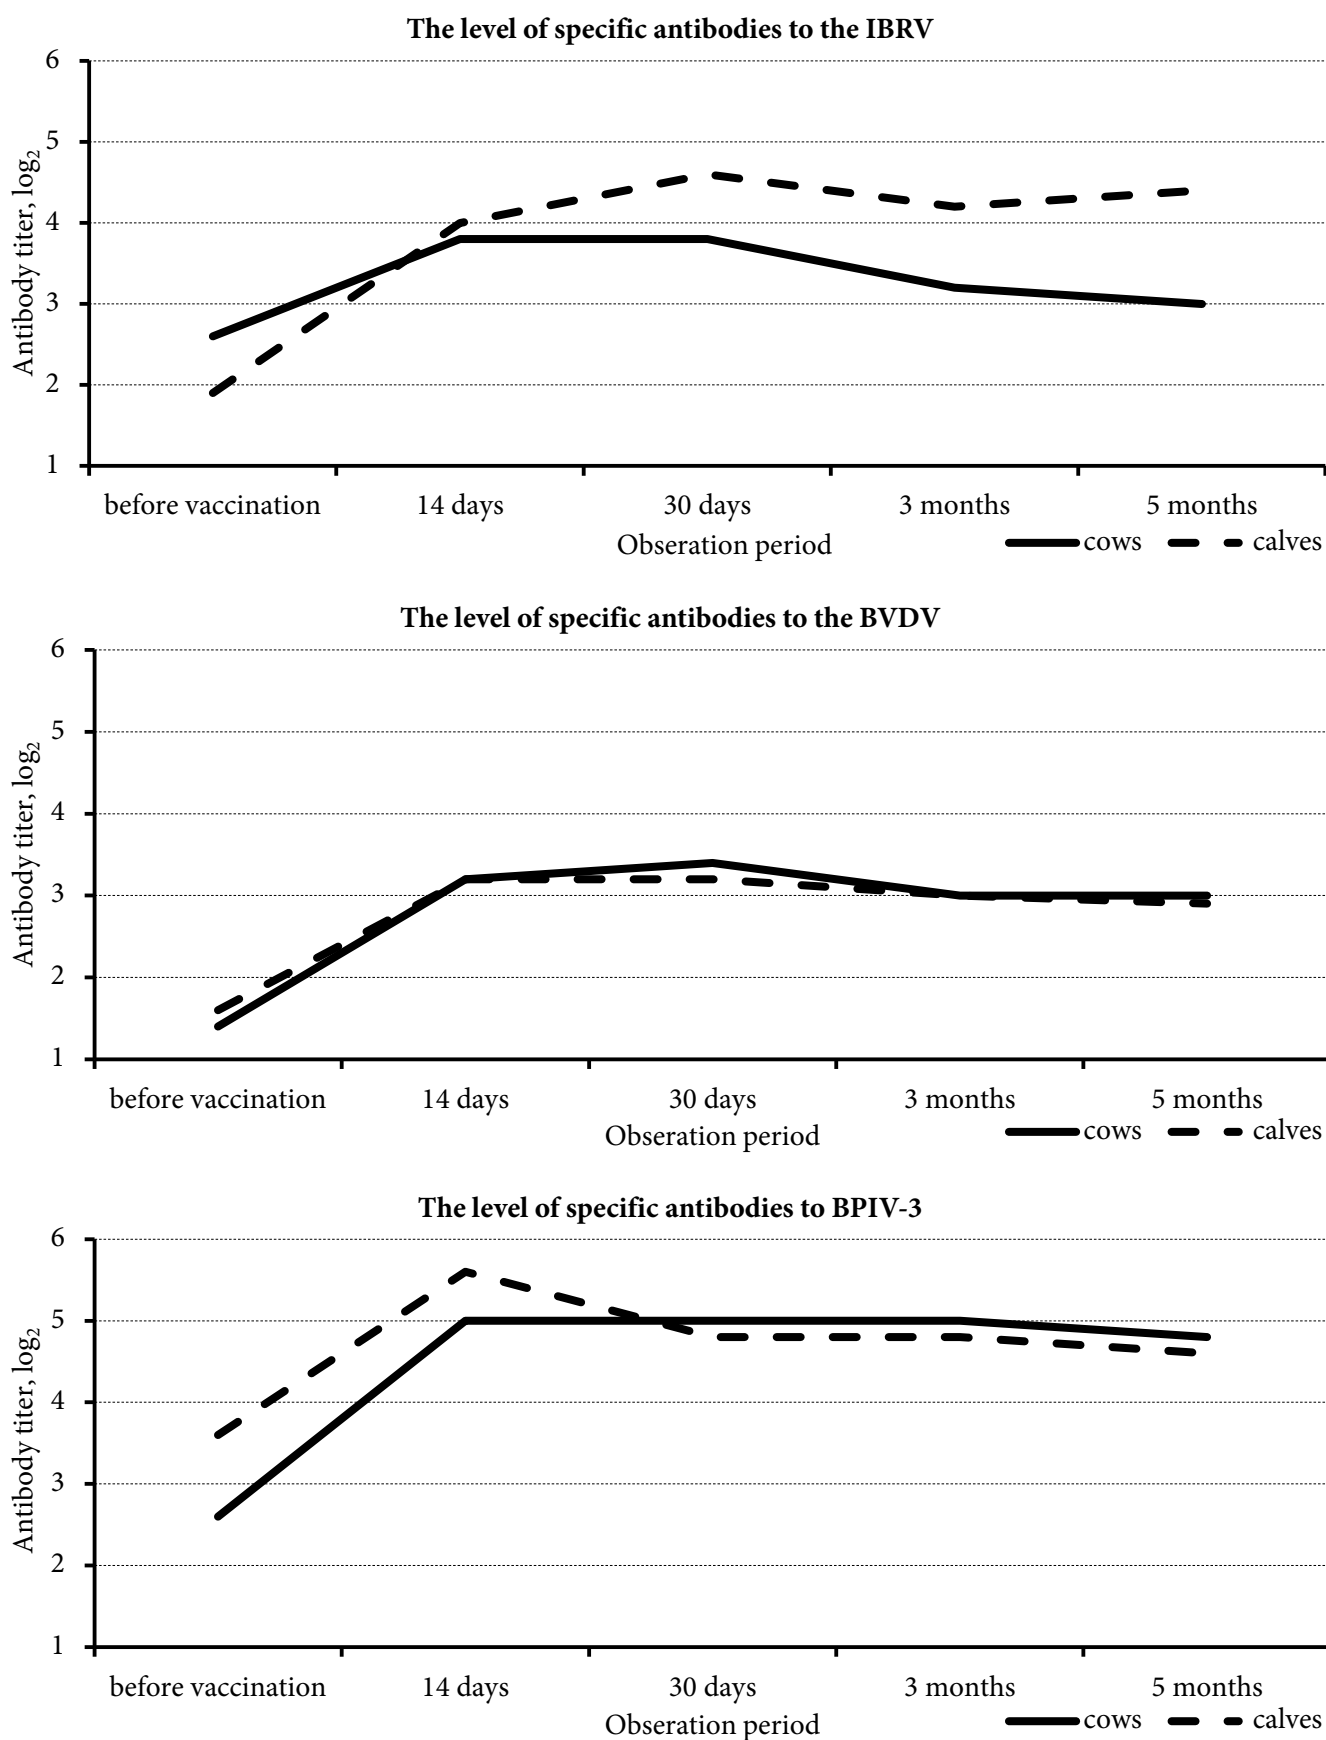 The level of specific antibodies to the IBRV
6
5
4
3
2
1
Antibody titer, log₂
before vaccination 14 days 30 days 3 months 5 months
Obseration period
cows calves
The level of specific antibodies to the BVDV
6
5
4
3
2
1
Antibody titer, log₂
before vaccination 14 days 30 days 3 months 5 months
Obseration period
cows calves
The level of specific antibodies to BPIV-3
6
5
4
3
2
1
Antibody titer, log₂
before vaccination 14 days 30 days 3 months 5 months
Obseration period
cows calves